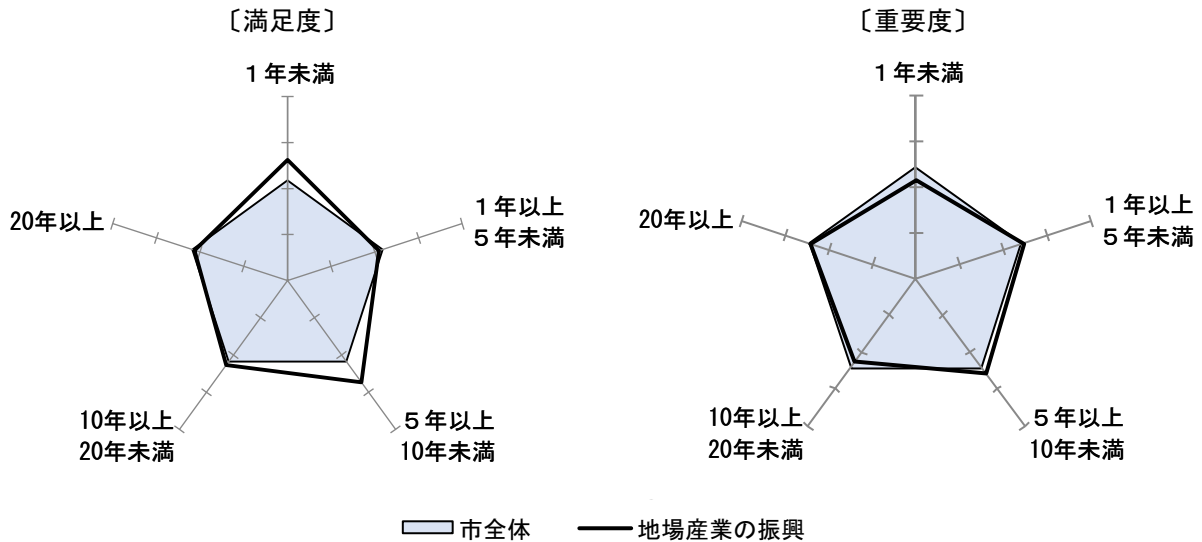 〔満足度〕
１年未満
１年以上
５年未満
５年以上
10年未満
10年以上
20年未満
20年以上
〔重要度〕
１年未満
１年以上
５年未満
５年以上
10年未満
10年以上
20年未満
20年以上
市全体
地場産業の振興